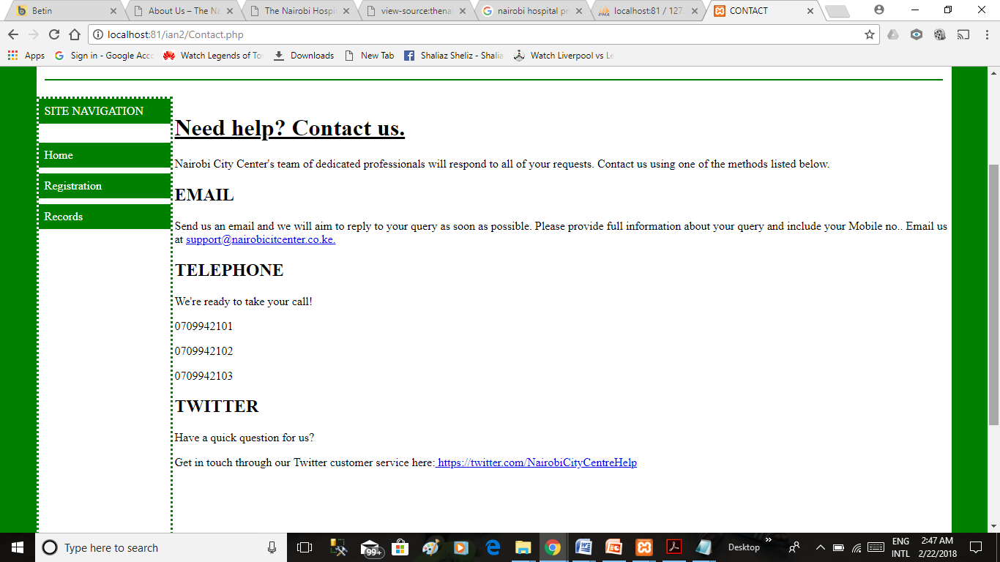 Betin
About Us – The Na
The Nairobi Hospi
view-source:thena
nairobi hospital pr
localhost:81 / 127.
CONTACT
localhost:81/ian2/Contact.php
Apps
Sign in - Google Acco
Watch Legends of To
Downloads
New Tab
Shaliaz Sheliz - Shalia
Watch Liverpool vs Le
SITE NAVIGATION
Home
Registration
Records
Need help? Contact us.
Nairobi City Center's team of dedicated professionals will respond to all of your requests. Contact us using one of the methods listed below.
EMAIL
Send us an email and we will aim to reply to your query as soon as possible. Please provide full information about your query and include your Mobile no.. Email us
at support@nairobicitcenter.co.ke.
TELEPHONE
We're ready to take your call!
0709942101
0709942102
0709942103
TWITTER
Have a quick question for us?
Get in touch through our Twitter customer service here: https://twitter.com/NairobiCityCentreHelp
Type here to search
99+
Desktop
ENG
INTL
2:47 AM
2/22/2018